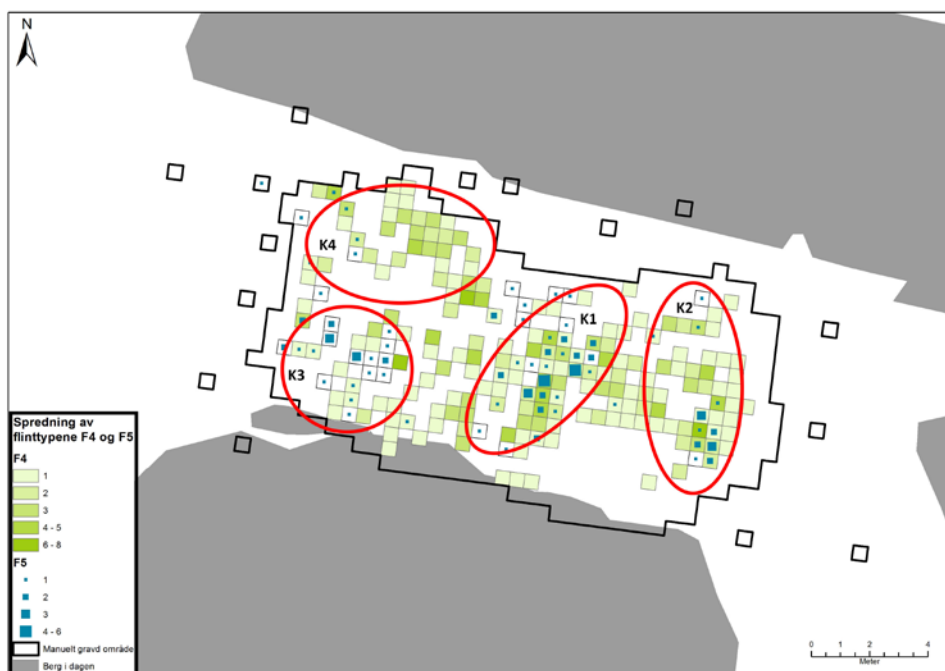 N
K4
K1
K2
K3
Spredning av
flinttypene F4 og F5
F4
1
2
3
4 - 5
6 - 8
F5
1
2
3
4 - 6
Manuelt gravd område
Berg i dagen
0 1 2 4
Meter